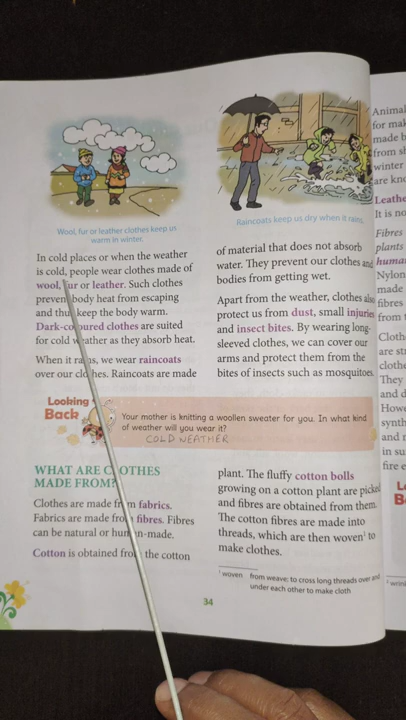 Wool, fur or leather clothes keep us
warm in winter.
In cold places or when the weather
is cold, people wear clothes made of
wool, fur or leather. Such clothes
prevent body heat from escaping
and thus keep the body warm.
Dark-coloured clothes are suited
for cold weather as they absorb heat.
When it rains, we wear raincoats
over our clothes. Raincoats are made
Raincoats keep us dry when it rains.
of material that does not absorb
water. They prevent our clothes and
bodies from getting wet.
Apart from the weather, clothes also
protect us from dust, small injuries
and insect bites. By wearing long-
sleeved clothes, we can cover our
arms and protect them from the
bites of insects such as mosquitoes.
Looking
Back
Your mother is knitting a woollen sweater for you. In what kind
of weather will you wear it?
COLD WEATHER
WHAT ARE CLOTHES
MADE FROM?
Clothes are made from fabrics.
Fabrics are made from fibres. Fibres
can be natural or human-made.
Cotton is obtained from the cotton
plant. The fluffy cotton bolls
growing on a cotton plant are picked
and fibres are obtained from them.
The cotton fibres are made into
threads, which are then woven¹ to
make clothes.
¹ woven from weave: to cross long threads over and
under each other to make cloth
34
Animal
for mak
made b
from sh
winter
are kno
Leathe
It is no
Fibres
plants
human
Nylon
made
fibres
from
Cloth
are st
clothe
They
and d
Howe
synth
and r
in su
fire e